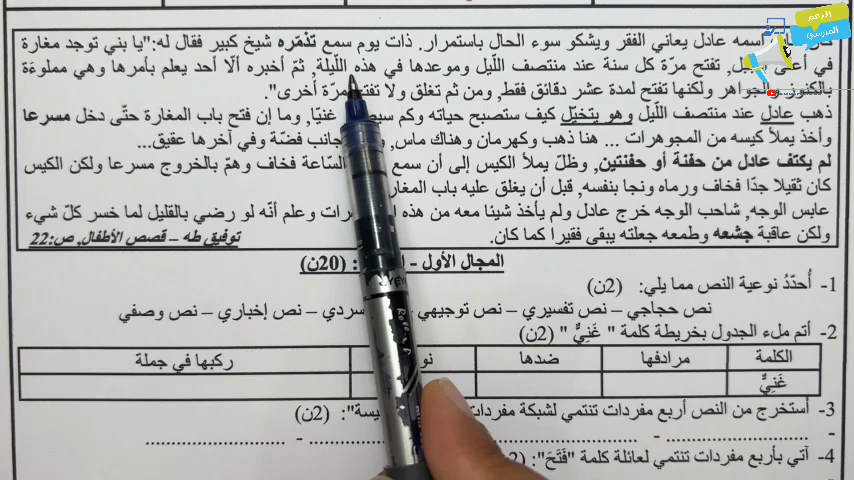 الدعم المدرسي
اسمه عادل يعاني الفقر ويشكو سوء الحال باستمرار. ذات يوم سمع تذمّره شيخ كبير فقال له:"يا بني توجد مغارة
في أعلى, تفتح مرّة كل سنة عند منتصف اللّيل وموعدها في هذه اللّيلة, ثمّ أخبره ألّا أحد يعلم بأمرها وهي مملوءة
بالكنوز والجواهر ولكنها تفتح لمدة عشر دقائق فقط, ومن ثم تغلق ولا تفتح مرّة أخرى".
ذهب عادل عند منتصف اللّيل وهو يتخيّل كيف ستصبح حياته وكم غنيّا, وما إن فتح باب المغارة حتّى دخل مسرعا
وأخذ يملأ كيسه من المجوهرات ... هنا ذهب وكهرمان وهناك ماس, جانب فضّة وفي آخرها عقيق...
لم يكتف عادل من حفنة أو حفنتين, وظلّ يملأ الكيس إلى أن سمع السّاعة فخاف وهمّ بالخروج مسرعا ولكن الكيس
كان ثقيلا جدّا فخاف ورماه ونجا بنفسه, قبل أن يغلق عليه باب
عابس الوجه, شاحب الوجه خرج عادل ولم يأخذ شيئا معه من هذه وعلم أنّه لو رضي بالقليل لما خسر كلّ شيء
ولكن عاقبة جشعه وطمعه جعلته يبقى فقيرا كما كان.
توفيق طه – قصص الأطفال, ص:22
المجال الأول - : (20ن)
1- أُحدّدُ نوعية النص مما يلي: (2ن)
نص حجاجي – نص تفسيري – نص توجيهي – سردي – نص إخباري – نص وصفي
2- أتم ملء الجدول بخريطة كلمة " غَنِيٌّ " (2ن)
الكلمة مرادفها ضدها ركبها في جملة
غَنِيٌّ
3- أستخرج من النص أربع مفردات تنتمي لشبكة مفردات (2ن)
4- آتي بأربع مفردات تنتمي لعائلة كلمة "فَتَحَ":